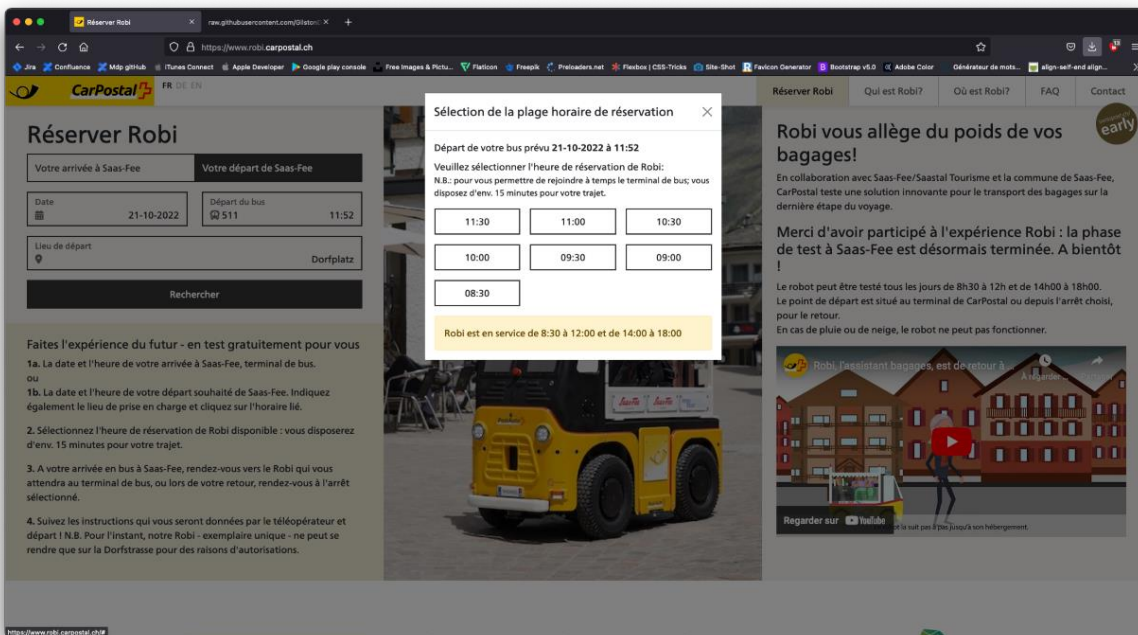 Réserver Robi
raw.githubusercontent.com/Gliston
https://www.robi.carpostal.ch
Jira
Confluence
Mdp gitHub
iTunes Connect
Apple Developer
Google play console
Free Images & Pictu...
Flaticon
Freepik
Preloaders.net
Flexbox | CSS-Tricks
Site-Shot
Favicon Generator
Bootstrap v5.0
Adobe Color
Générateur de mots...
align-self-end align...
CarPostal
FR DE EN
Réserver Robi
Qui est Robi?
Où est Robi?
FAQ
Contact
Réserver Robi
Votre arrivée à Saas-Fee
Votre départ de Saas-Fee
Date
21-10-2022
Départ du bus
511
11:52
Lieu de départ
Dorfplatz
Rechercher
Faites l'expérience du futur - en test gratuitement pour vous
1a. La date et l'heure de votre arrivée à Saas-Fee, terminal de bus.
ou
1b. La date et l'heure de votre départ souhaité de Saas-Fee. Indiquez
également le lieu de prise en charge et cliquez sur l'horaire lié.
2. Sélectionnez l'heure de réservation de Robi disponible : vous disposerez
d'env. 15 minutes pour votre trajet.
3. A votre arrivée en bus à Saas-Fee, rendez-vous vers le Robi qui vous
attendra au terminal de bus, ou lors de votre retour, rendez-vous à l'arrêt
sélectionné.
4. Suivez les instructions qui vous seront données par le téléopérateur et
départ ! N.B. Pour l'instant, notre Robi - exemplaire unique - ne peut se
rendre que sur la Dorfstrasse pour des raisons d'autorisations.
Sélection de la plage horaire de réservation
Départ de votre bus prévu 21-10-2022 à 11:52
Veuillez sélectionner l'heure de réservation de Robi:
N.B.: pour vous permettre de rejoindre à temps le terminal de bus; vous
disposez d'env. 15 minutes pour votre trajet.
11:30
11:00
10:30
10:00
09:30
09:00
08:30
Robi est en service de 8:30 à 12:00 et de 14:00 à 18:00
early
Robi vous allège du poids de vos
bagages!
En collaboration avec Saas-Fee/Saastal Tourisme et la commune de Saas-Fee,
CarPostal teste une solution innovante pour le transport des bagages sur la
dernière étape du voyage.
Merci d'avoir participé à l'expérience Robi : la phase
de test à Saas-Fee est désormais terminée. A bientôt
!
Le robot peut être testé tous les jours de 8h30 à 12h et de 14h00 à 18h00.
Le point de départ est situé au terminal de CarPostal ou depuis l'arrêt choisi,
pour le retour.
En cas de pluie ou de neige, le robot ne peut pas fonctionner.
Robi, l'assistant bagages, est de retour à ...
À regarder ...
Regarder sur YouTube
la suit pas à pas jusqu'à son hébergement.
https://www.robi.carpostal.ch/#